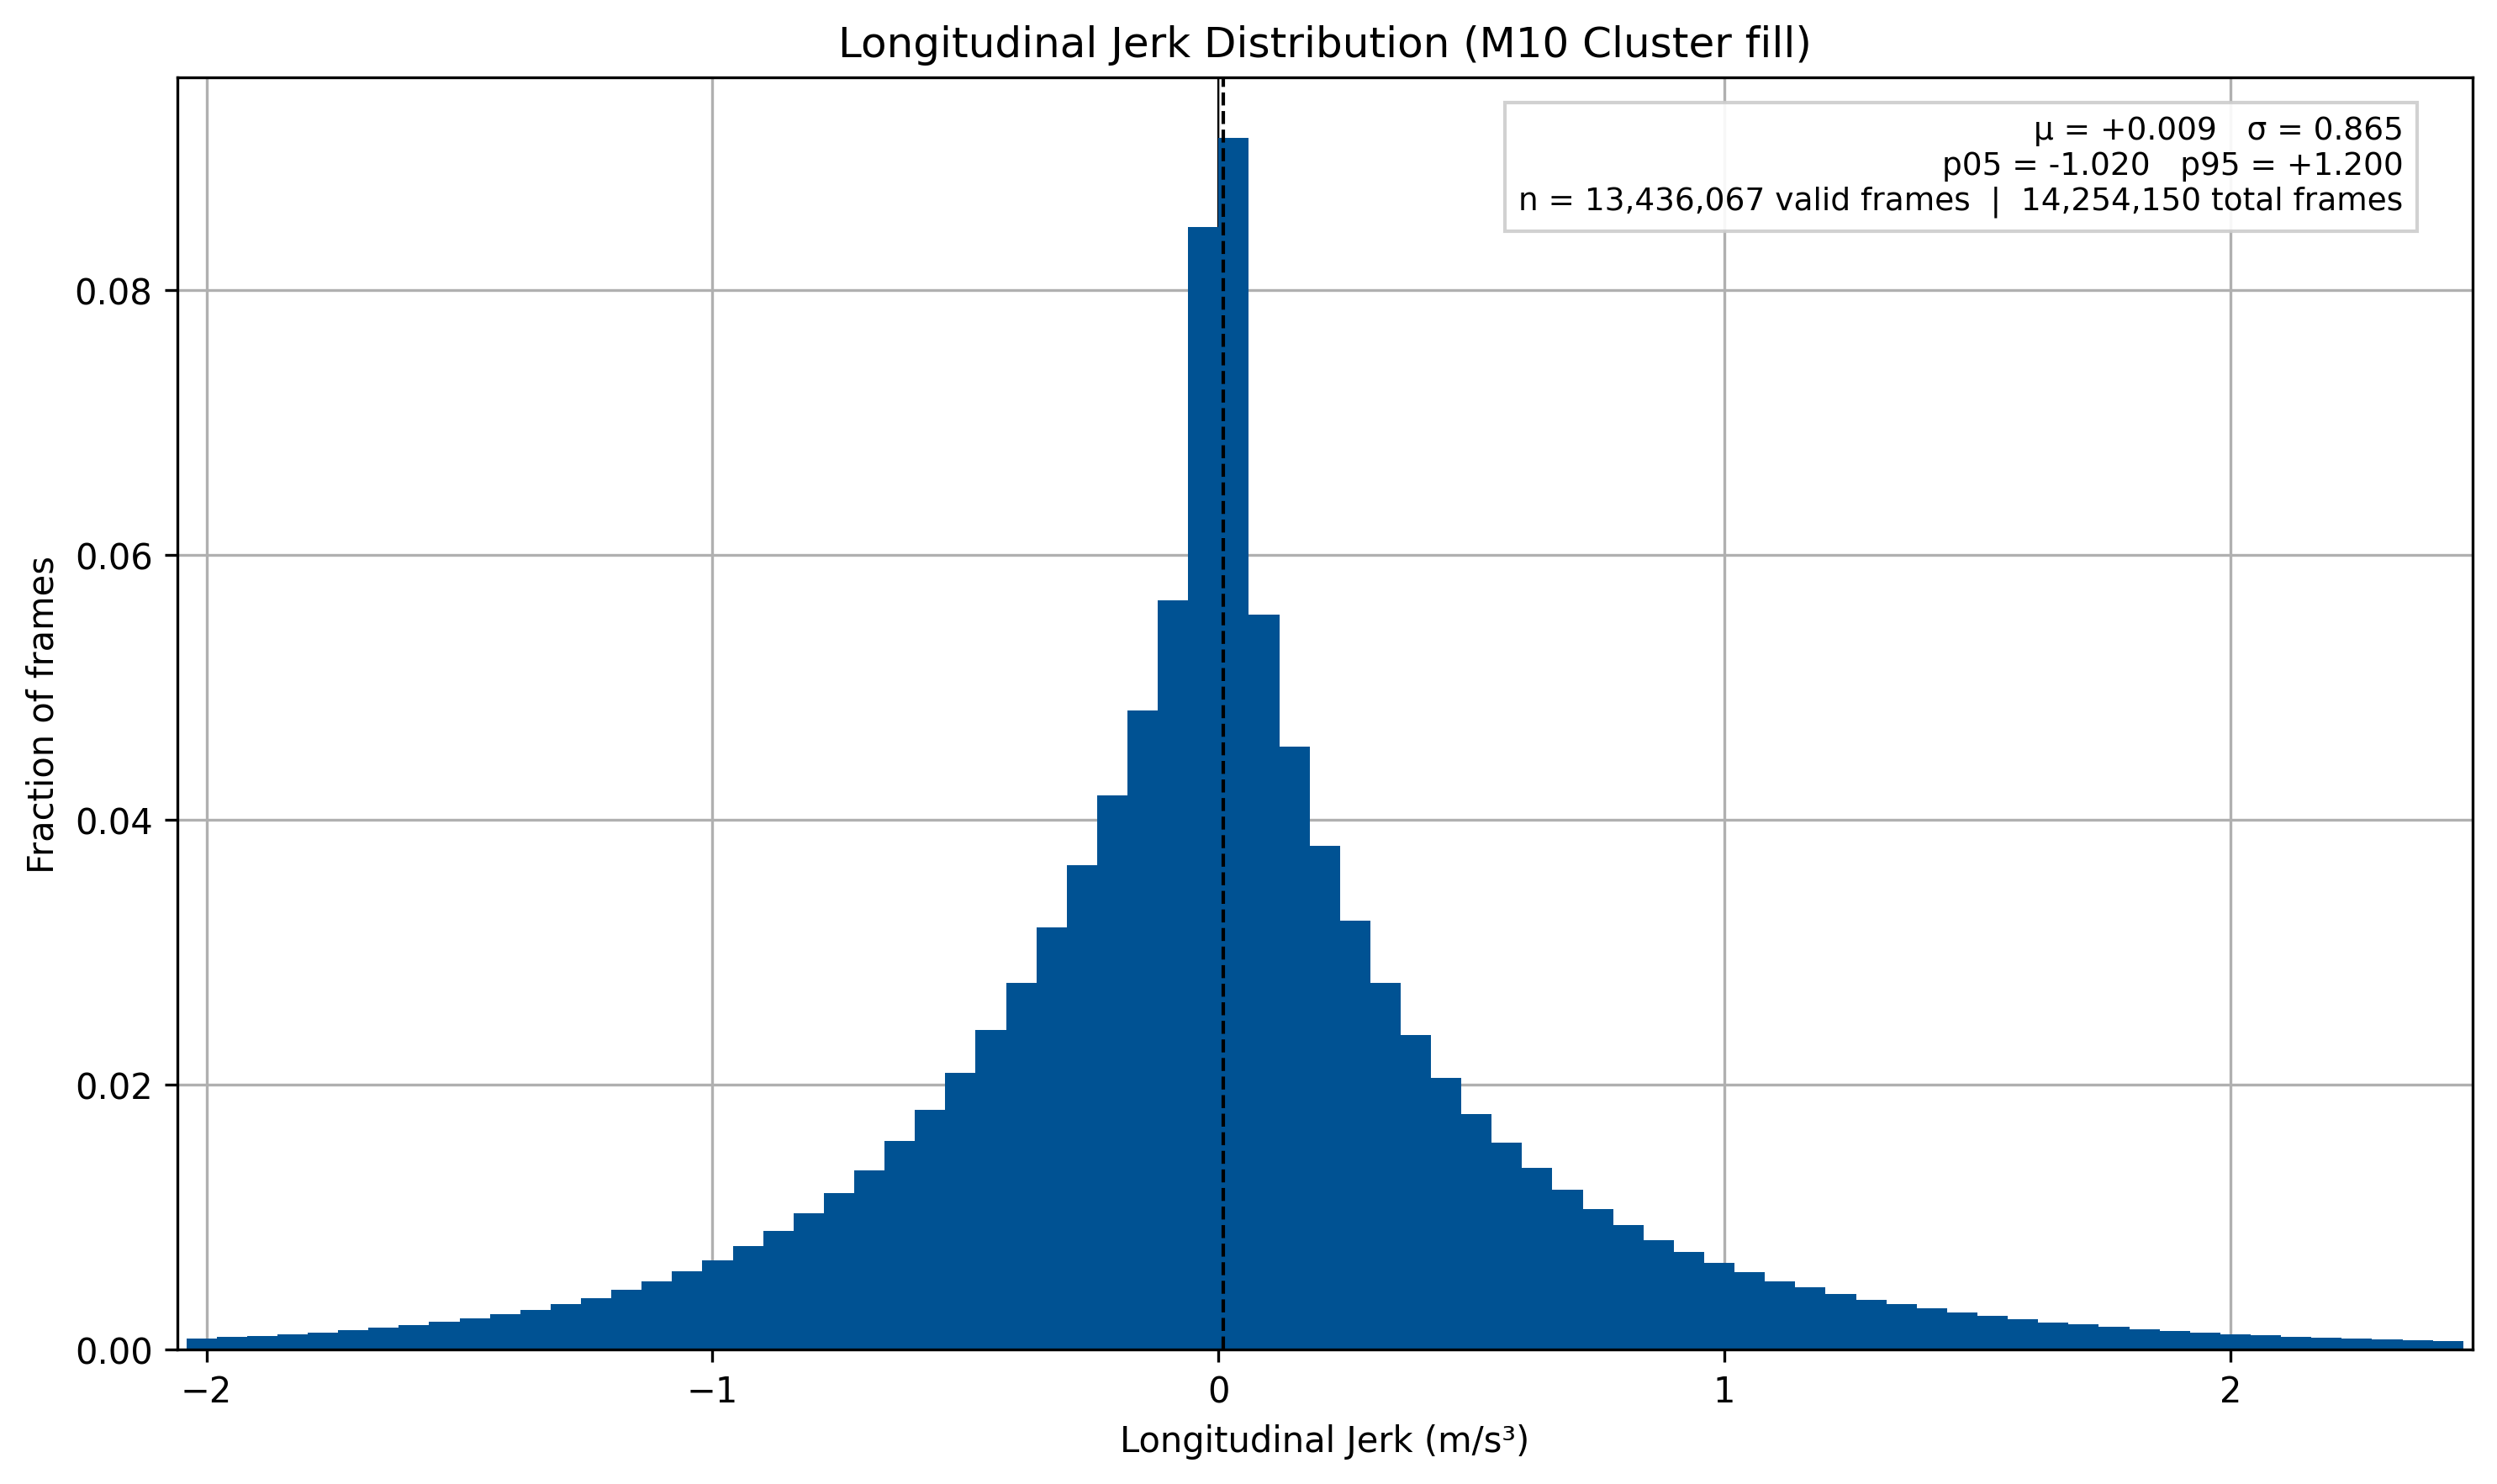 Longitudinal Jerk Distribution (M10 Cluster fill)
μ = +0.009   σ = 0.865
p05 = -1.020   p95 = +1.200
n = 13,436,067 valid frames  |  14,254,150 total frames
Fraction of frames
0.08
0.06
0.04
0.02
0.00
−2
−1
0
1
2
Longitudinal Jerk (m/s³)